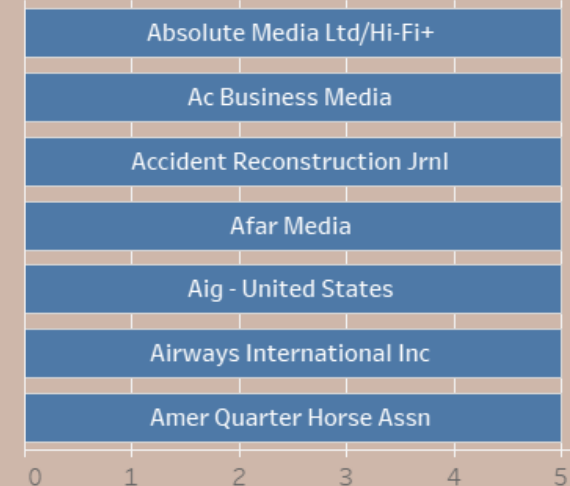 Absolute Media Ltd/Hi-Fi+
Ac Business Media
Accident Reconstruction Jrnl
Afar Media
Aig - United States
Airways International Inc
Amer Quarter Horse Assn
0 1 2 3 4 5